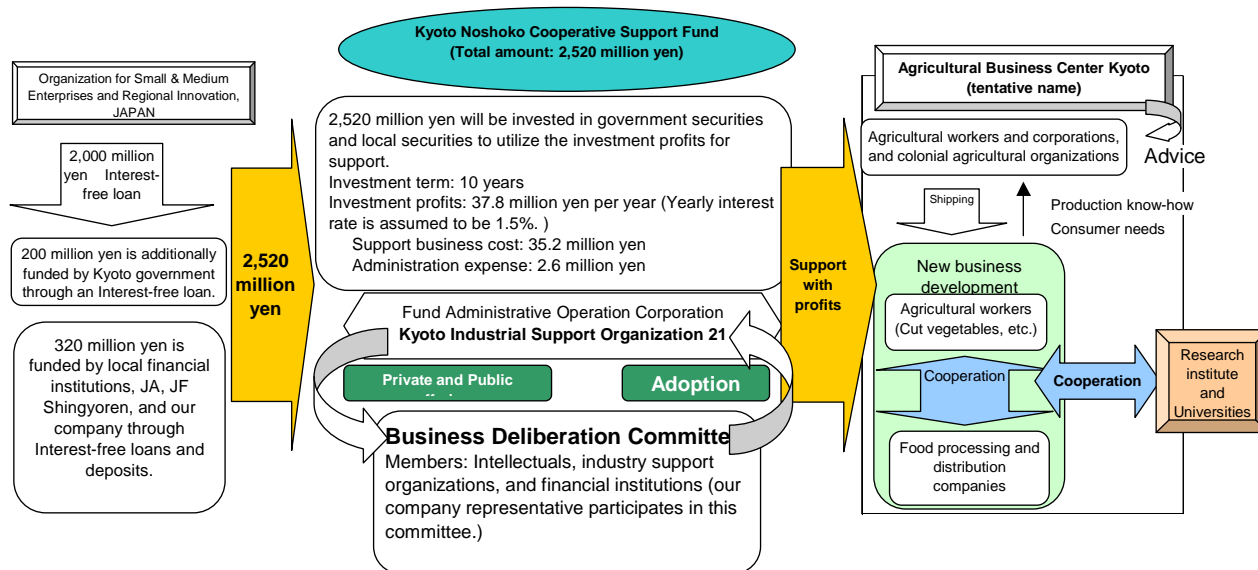 Kyoto Noshoko Cooperative Support Fund
(Total amount: 2,520 million yen)
Organization for Small & Medium
Enterprises and Regional Innovation,
JAPAN
2,000 million
yen Interest-
free loan
200 million yen is additionally
funded by Kyoto government
through an Interest-free loan.
320 million yen is
funded by local financial
institutions, JA, JF
Shingyoren, and our
company through
Interest-free loans and
deposits.
2,520
million
yen
2,520 million yen will be invested in government securities
and local securities to utilize the investment profits for
support.
Investment term: 10 years
Investment profits: 37.8 million yen per year (Yearly interest
rate is assumed to be 1.5%. )
Support business cost: 35.2 million yen
Administration expense: 2.6 million yen
Fund Administrative Operation Corporation
Kyoto Industrial Support Organization 21
Private and Public
Adoption
Business Deliberation Committe
Members: Intellectuals, industry support
organizations, and financial institutions (our
company representative participates in this
committee.)
Support
with
profits
Agricultural Business Center Kyoto
(tentative name)
Agricultural workers and corporations,
and colonial agricultural organizations
Advice
Shipping
Production know-how
Consumer needs
New business
development
Agricultural workers
(Cut vegetables, etc.)
Cooperation
Cooperation
Food processing and
distribution
companies
Research
institute
and
Universities